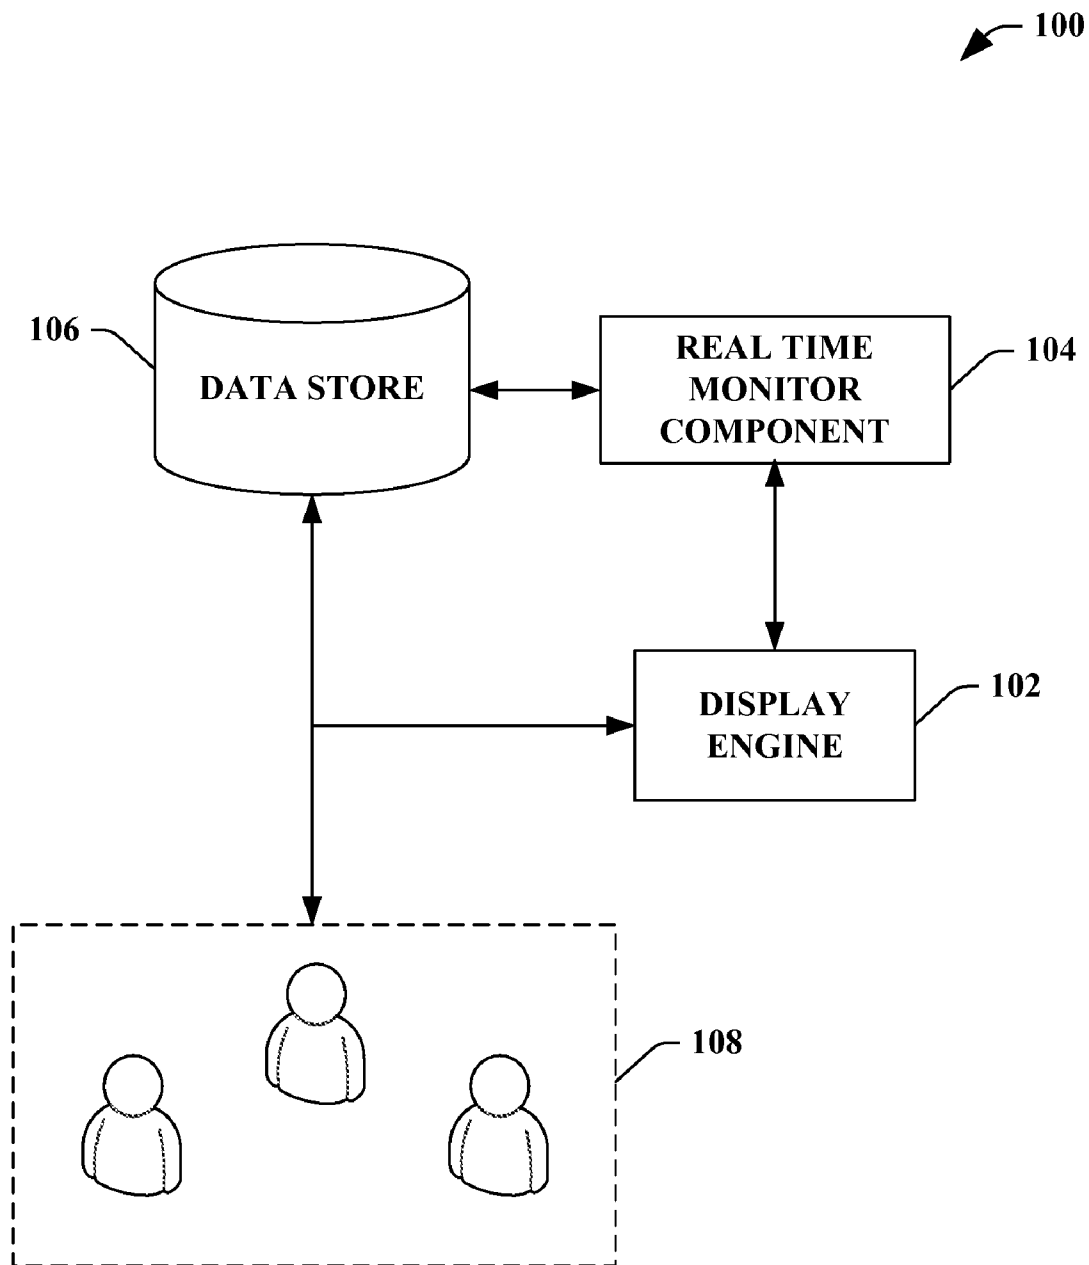 100
106
DATA STORE
REAL TIME
MONITOR
COMPONENT
104
DISPLAY
ENGINE
102
108